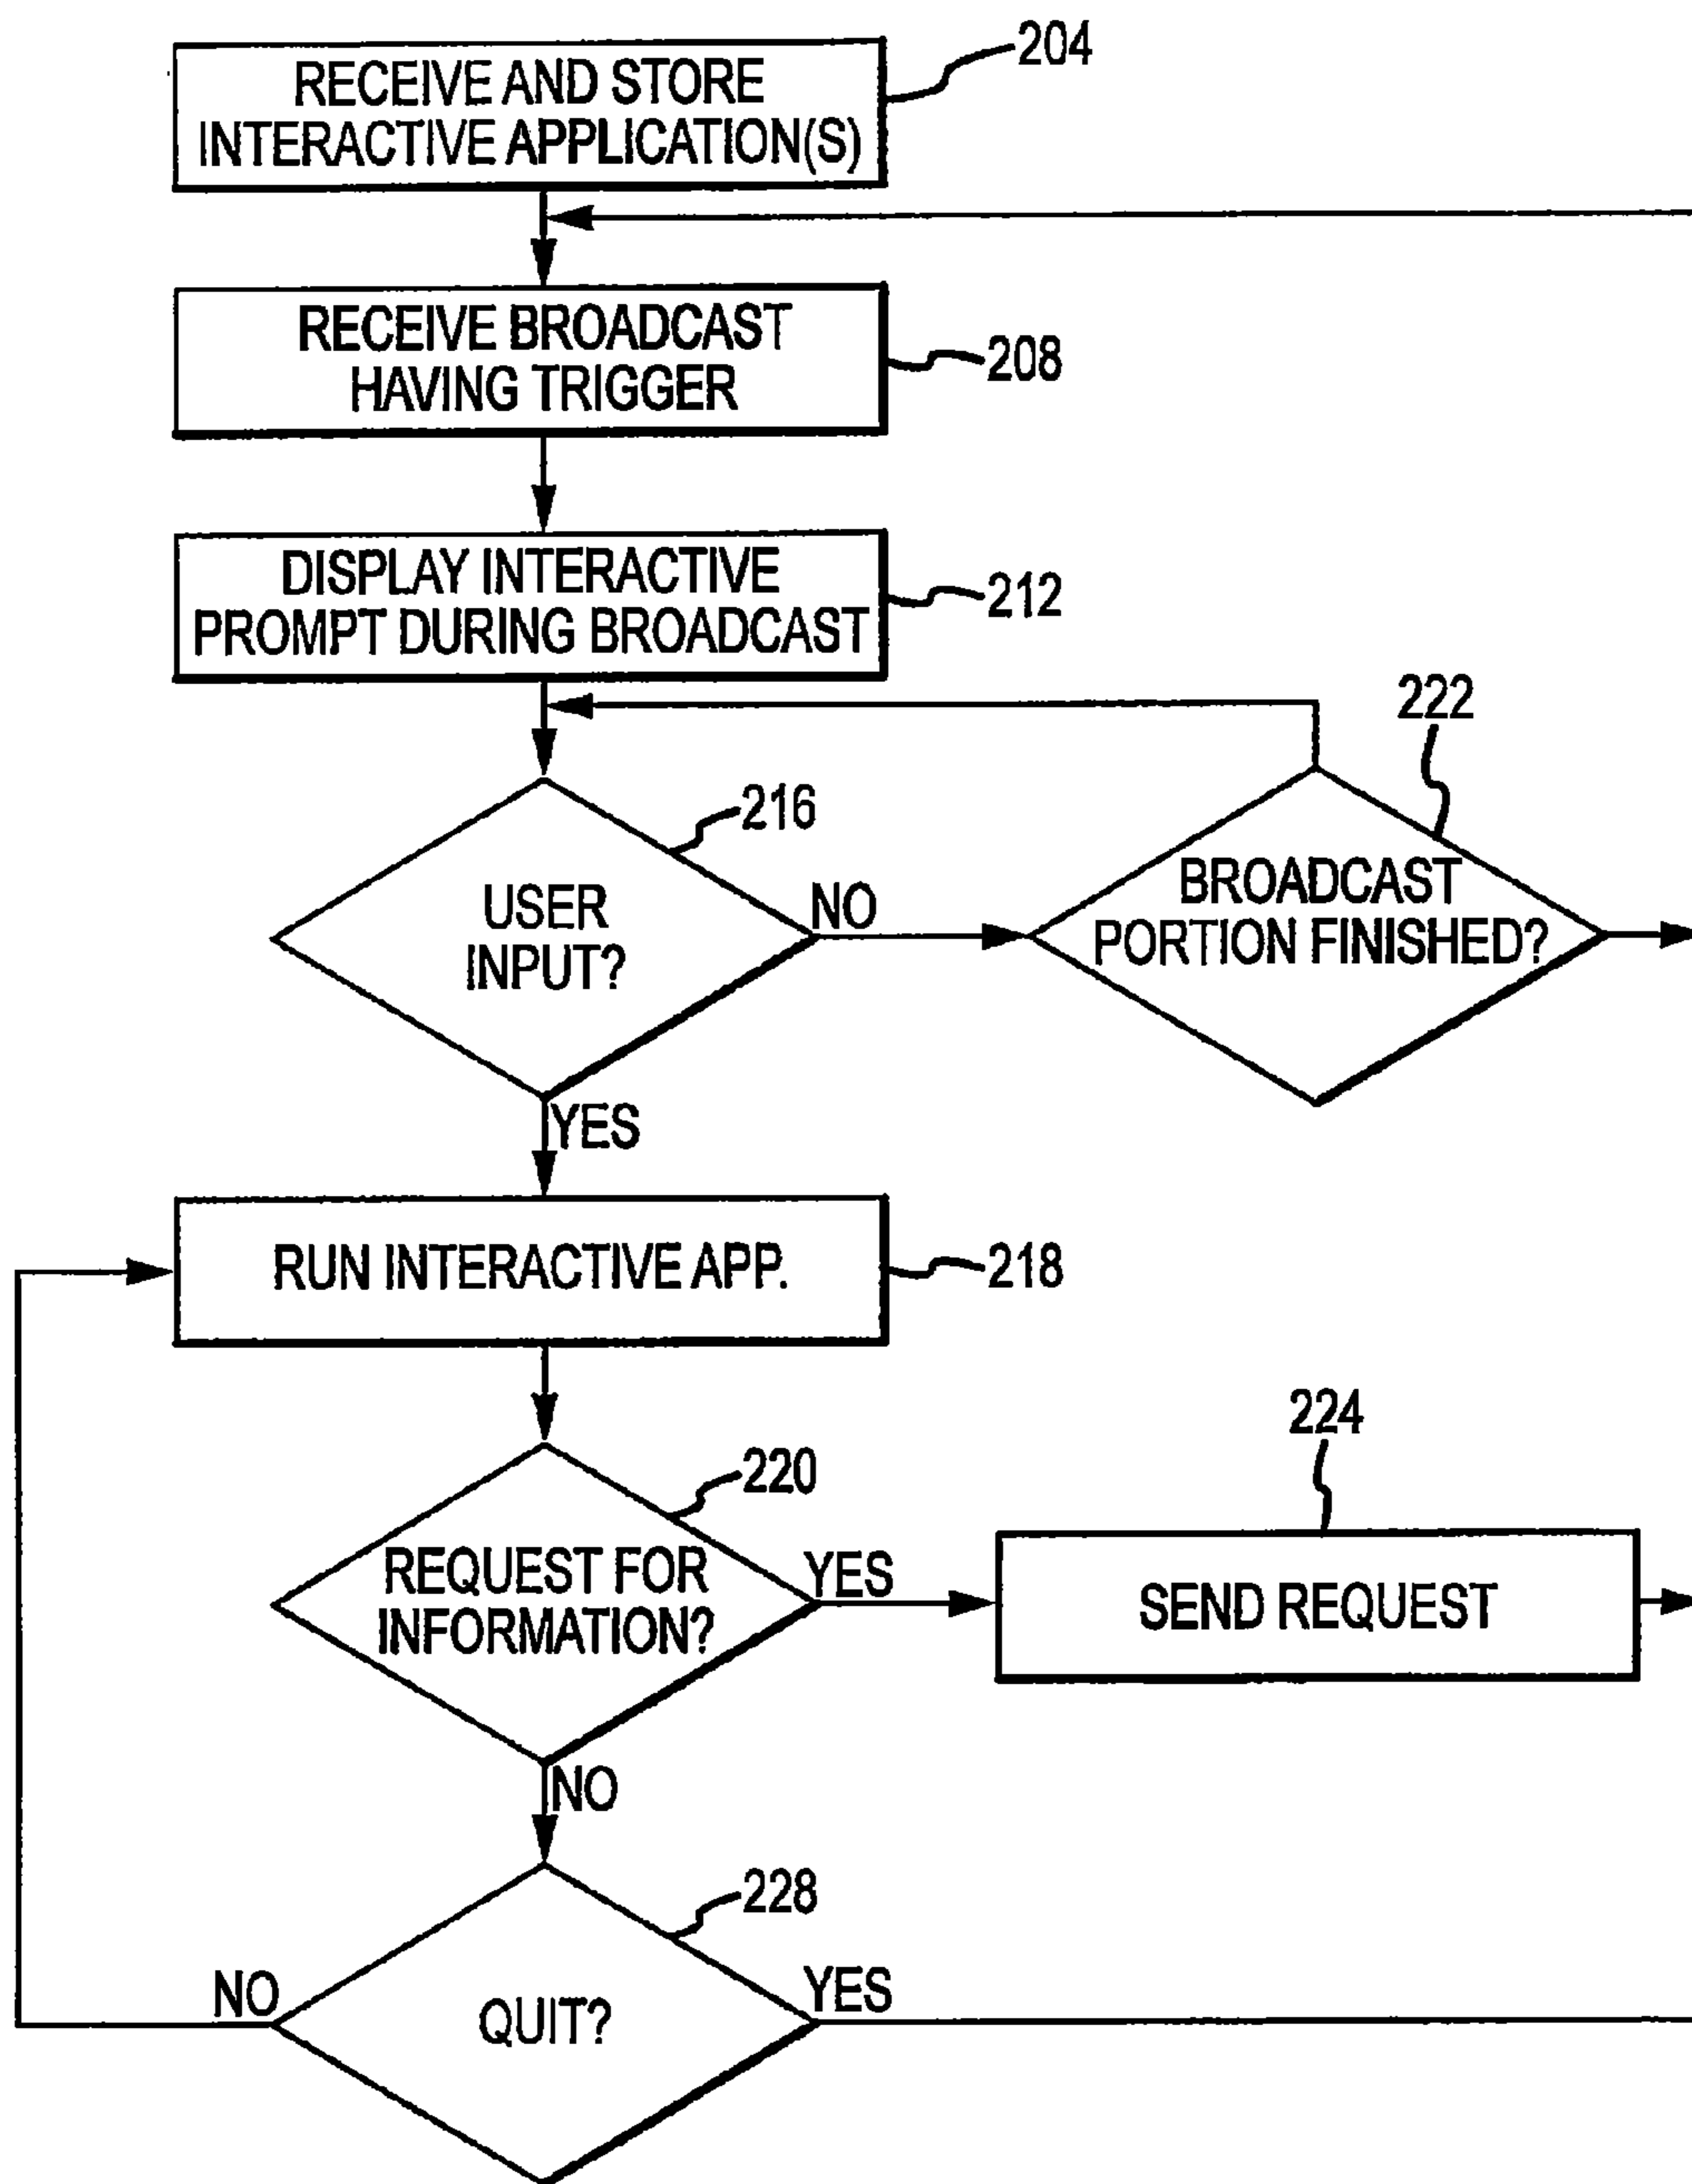 204
RECEIVE AND STORE
INTERACTIVE APPLICATION(S)
RECEIVE BROADCAST
HAVING TRIGGER
208
DISPLAY INTERACTIVE
PROMPT DURING BROADCAST
212
222
216
USER
INPUT?
NO
BROADCAST
PORTION FINISHED?
YES
RUN INTERACTIVE APP.
218
224
220
REQUEST FOR
INFORMATION?
YES
SEND REQUEST
NO
228
NO
QUIT?
YES